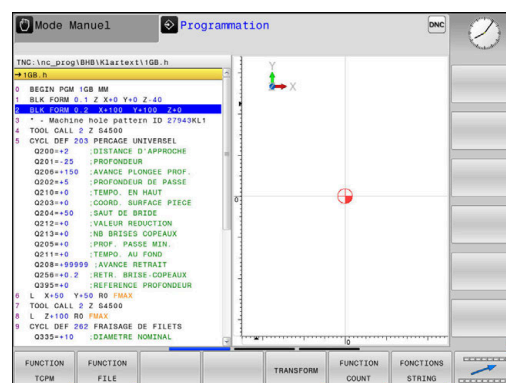 Mode Manuel
Programmation
DNC
TNC:\nc_prog\BHB\Klartext\1GB.h
→1GB.h
0 BEGIN PGM 1GB MM
1 BLK FORM 0.1 Z X+0 Y+0 Z-40
2 BLK FORM 0.2 X+100 Y+100 Z+0
3 * - Machine hole pattern ID 27943KL1
4 TOOL CALL 2 Z S4500
5 CYCL DEF 203 PERCAGE UNIVERSEL
Q200=+2 ;DISTANCE D'APPROCHE
Q201=-25 ;PROFONDEUR
Q206=+150 ;AVANCE PLONGEE PROF.
Q202=+5 ;PROFONDEUR DE PASSE
Q210=+0 ;TEMPO. EN HAUT
Q203=+0 ;COORD. SURFACE PIECE
Q204=+50 ;SAUT DE BRIDE
Q212=+0 ;VALEUR REDUCTION
Q213=+0 ;NB BRISES COPEAUX
Q205=+0 ;PROF. PASSE MIN.
Q211=+0 ;TEMPO. AU FOND
Q208=+99999 ;AVANCE RETRAIT
Q256=+0.2 ;RETR. BRISE-COPEAUX
Q395=+0 ;REFERENCE PROFONDEUR
6 L X+50 Y+50 R0 FMAX
7 TOOL CALL 2 Z S4500
8 L Z+100 R0 FMAX
9 CYCL DEF 262 FRAISAGE DE FILETS
Q335=+10 ;DIAMETRE NOMINAL
Y
X
0
0
FUNCTION TCPM
FUNCTION FILE
TRANSFORM
FUNCTION COUNT
FONCTIONS STRING